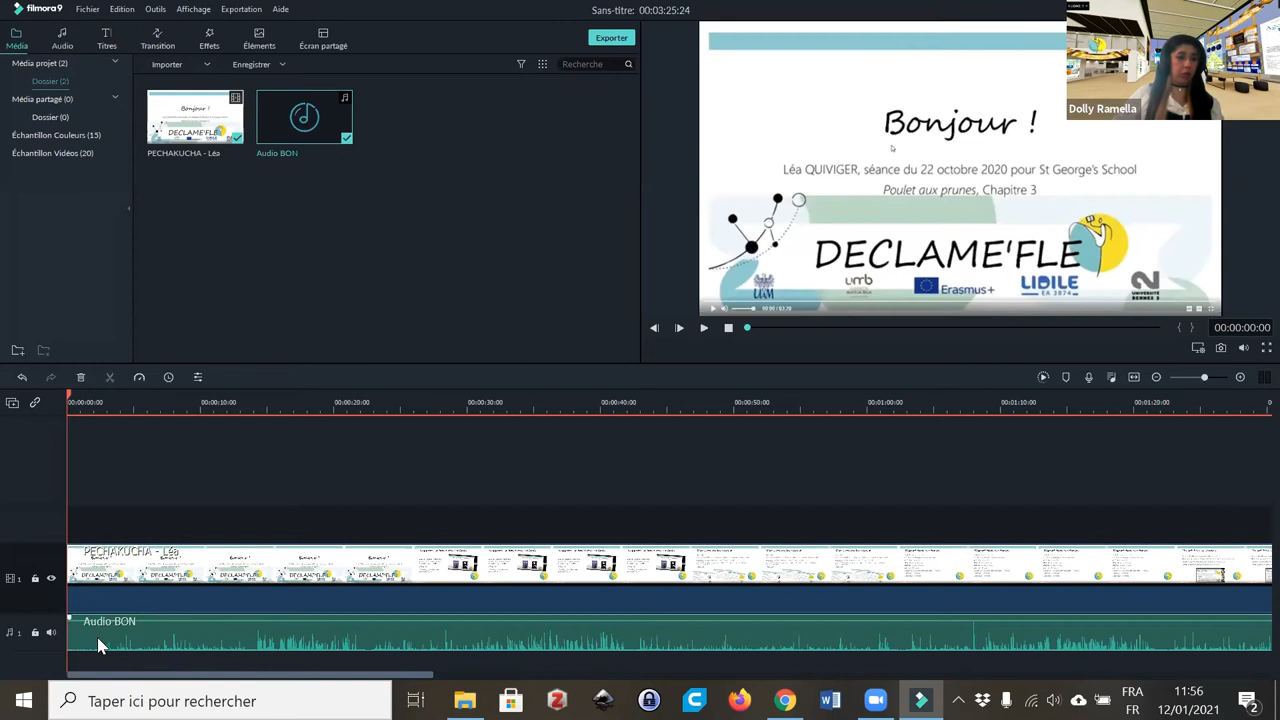 filmora9
Fichier
Edition
Outils
Affichage
Exportation
Aide
Sans-titre: 00:03:25:24
Média
Audio
Titres
Transition
Effets
Éléments
Écran partagé
Exporter
Média projet (2)
Dossier (2)
Média partagé (0)
Dossier (0)
Échantillon Couleurs (15)
Échantillon Vidéos (20)
Importer
Enregistrer
Recherche
PECHAKUCHA - Léa
Audio BON
Bonjour !
Léa QUIVIGER, séance du 22 octobre 2020 pour St George's School
Poulet aux prunes, Chapitre 3
DECLAME'FLE
umb
Erasmus+
LIDILE
EA 3874
UNIVERSITÉ
RENNES 2
Dolly Ramella
00:00:00:00
00:00:00:00
00:00:10:00
00:00:20:00
00:00:30:00
00:00:40:00
00:00:50:00
00:01:00:00
00:01:10:00
00:01:20:00
PECHAKUCHA - Léa
1
Audio BON
1
Taper ici pour rechercher
FRA
FR
11:56
12/01/2021
2